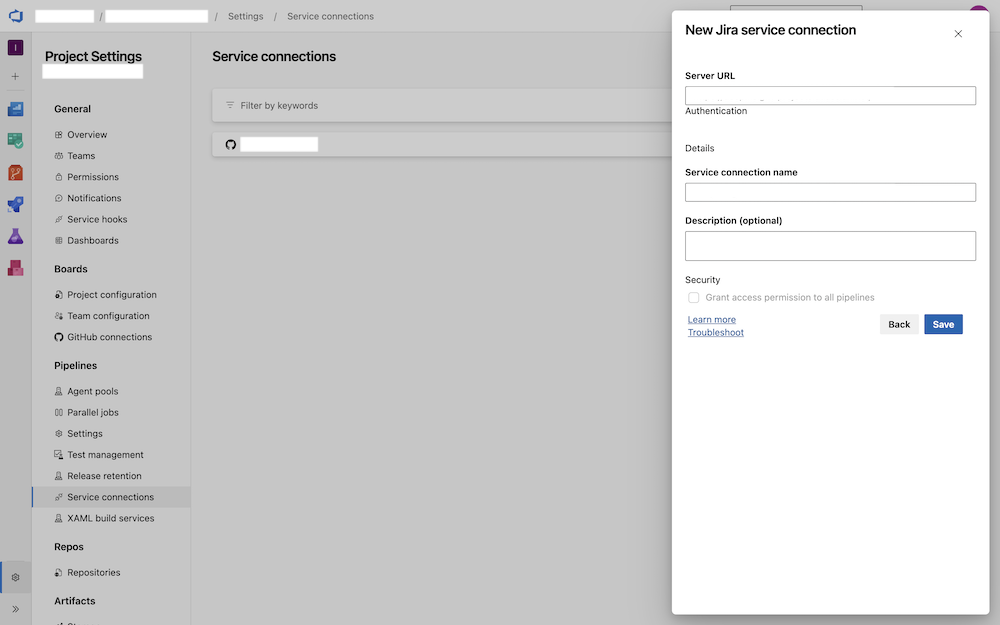 / / Settings / Service connections
I
Project Settings
General
Overview
Teams
Permissions
Notifications
Service hooks
Dashboards
Boards
Project configuration
Team configuration
GitHub connections
Pipelines
Agent pools
Parallel jobs
Settings
Test management
Release retention
Service connections
XAML build services
Repos
Repositories
Artifacts
Service connections
Filter by keywords
New Jira service connection
Server URL
Authentication
Details
Service connection name
Description (optional)
Security
Grant access permission to all pipelines
Learn more
Troubleshoot
Back
Save